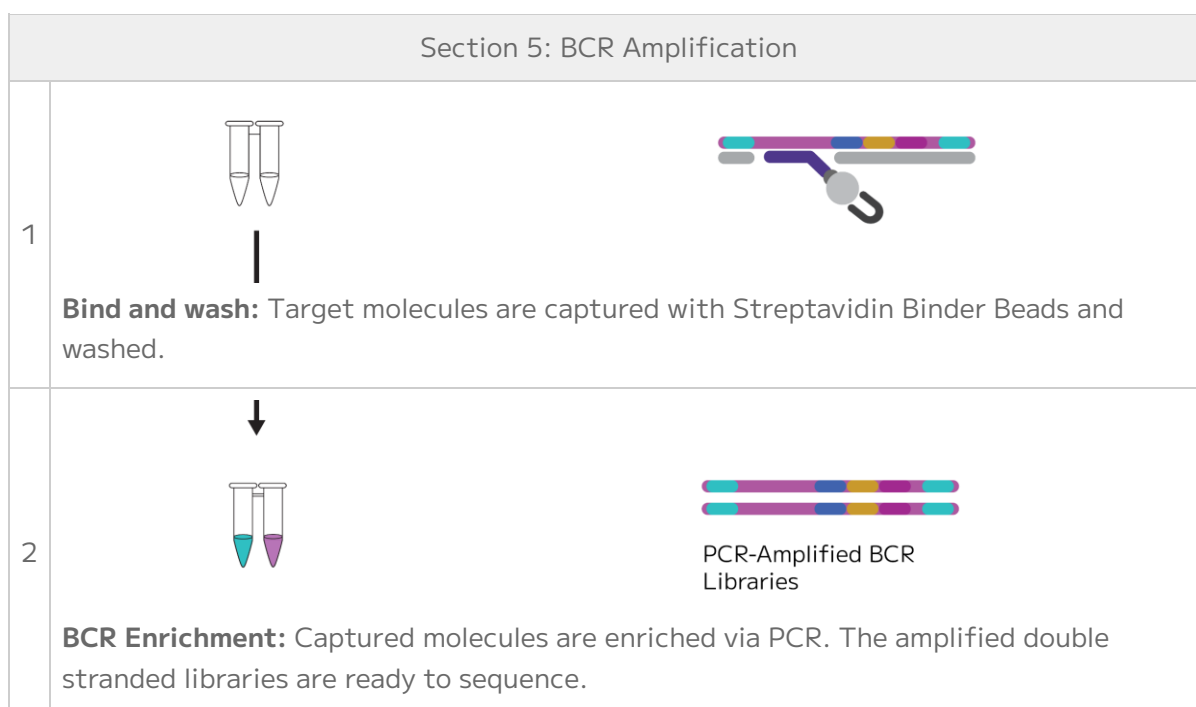 Section 5: BCR Amplification
1
Bind and wash: Target molecules are captured with Streptavidin Binder Beads and
washed.
2
PCR-Amplified BCR
Libraries
BCR Enrichment: Captured molecules are enriched via PCR. The amplified double
stranded libraries are ready to sequence.